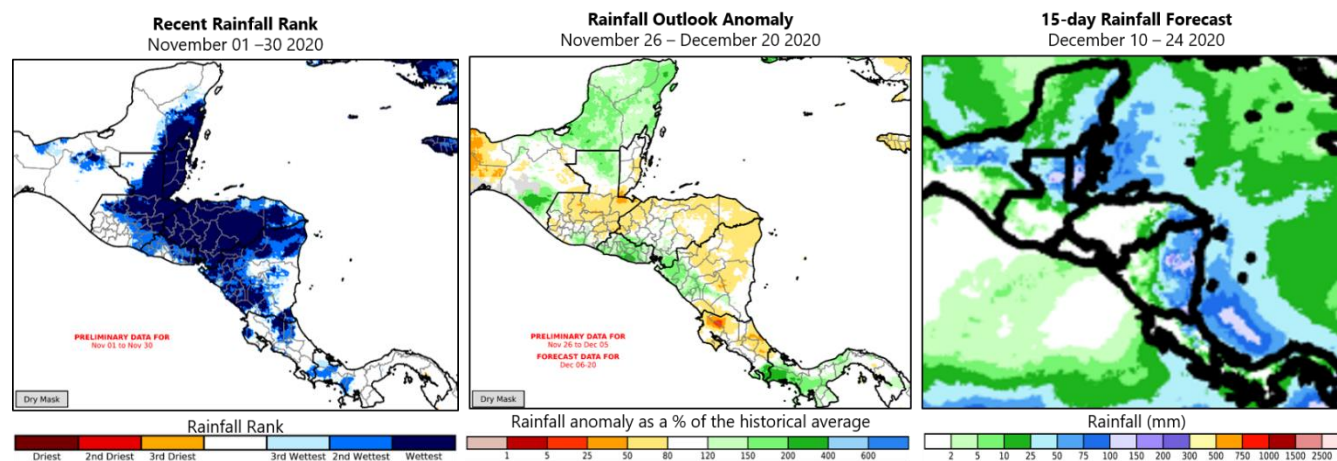 Recent Rainfall Rank
November 01 –30 2020
PRELIMINARY DATA FOR
Nov 01 to Nov 30
Dry Mask
Rainfall Rank
Driest 2nd Driest 3rd Driest 3rd Wettest 2nd Wettest Wettest
Rainfall Outlook Anomaly
November 26 – December 20 2020
PRELIMINARY DATA FOR
Nov 26 to Dec 05
FORECAST DATA FOR
Dec 06-20
Dry Mask
Rainfall anomaly as a % of the historical average
1 5 25 50 80 120 150 200 400 600
15-day Rainfall Forecast
December 10 – 24 2020
Rainfall (mm)
2 5 10 25 50 75 100 150 200 300 500 750 1000 1500 2500